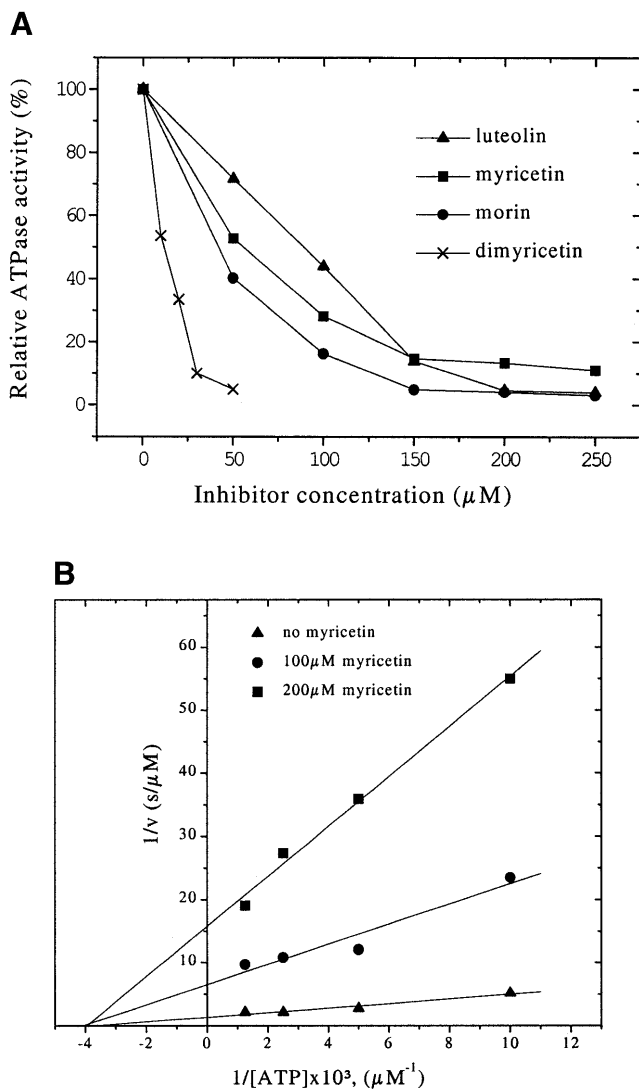 A
Relative ATPase activity (%)
100
80
60
40
20
0
luteolin
myricetin
morin
dimyricetin
0 50 100 150 200 250
Inhibitor concentration (μM)
B
no myricetin
100μM myricetin
200μM myricetin
1/v (s/μM)
60
50
40
30
20
10
-4 -2 0 2 4 6 8 10
1/[ATP]x10³, (μM⁻¹)